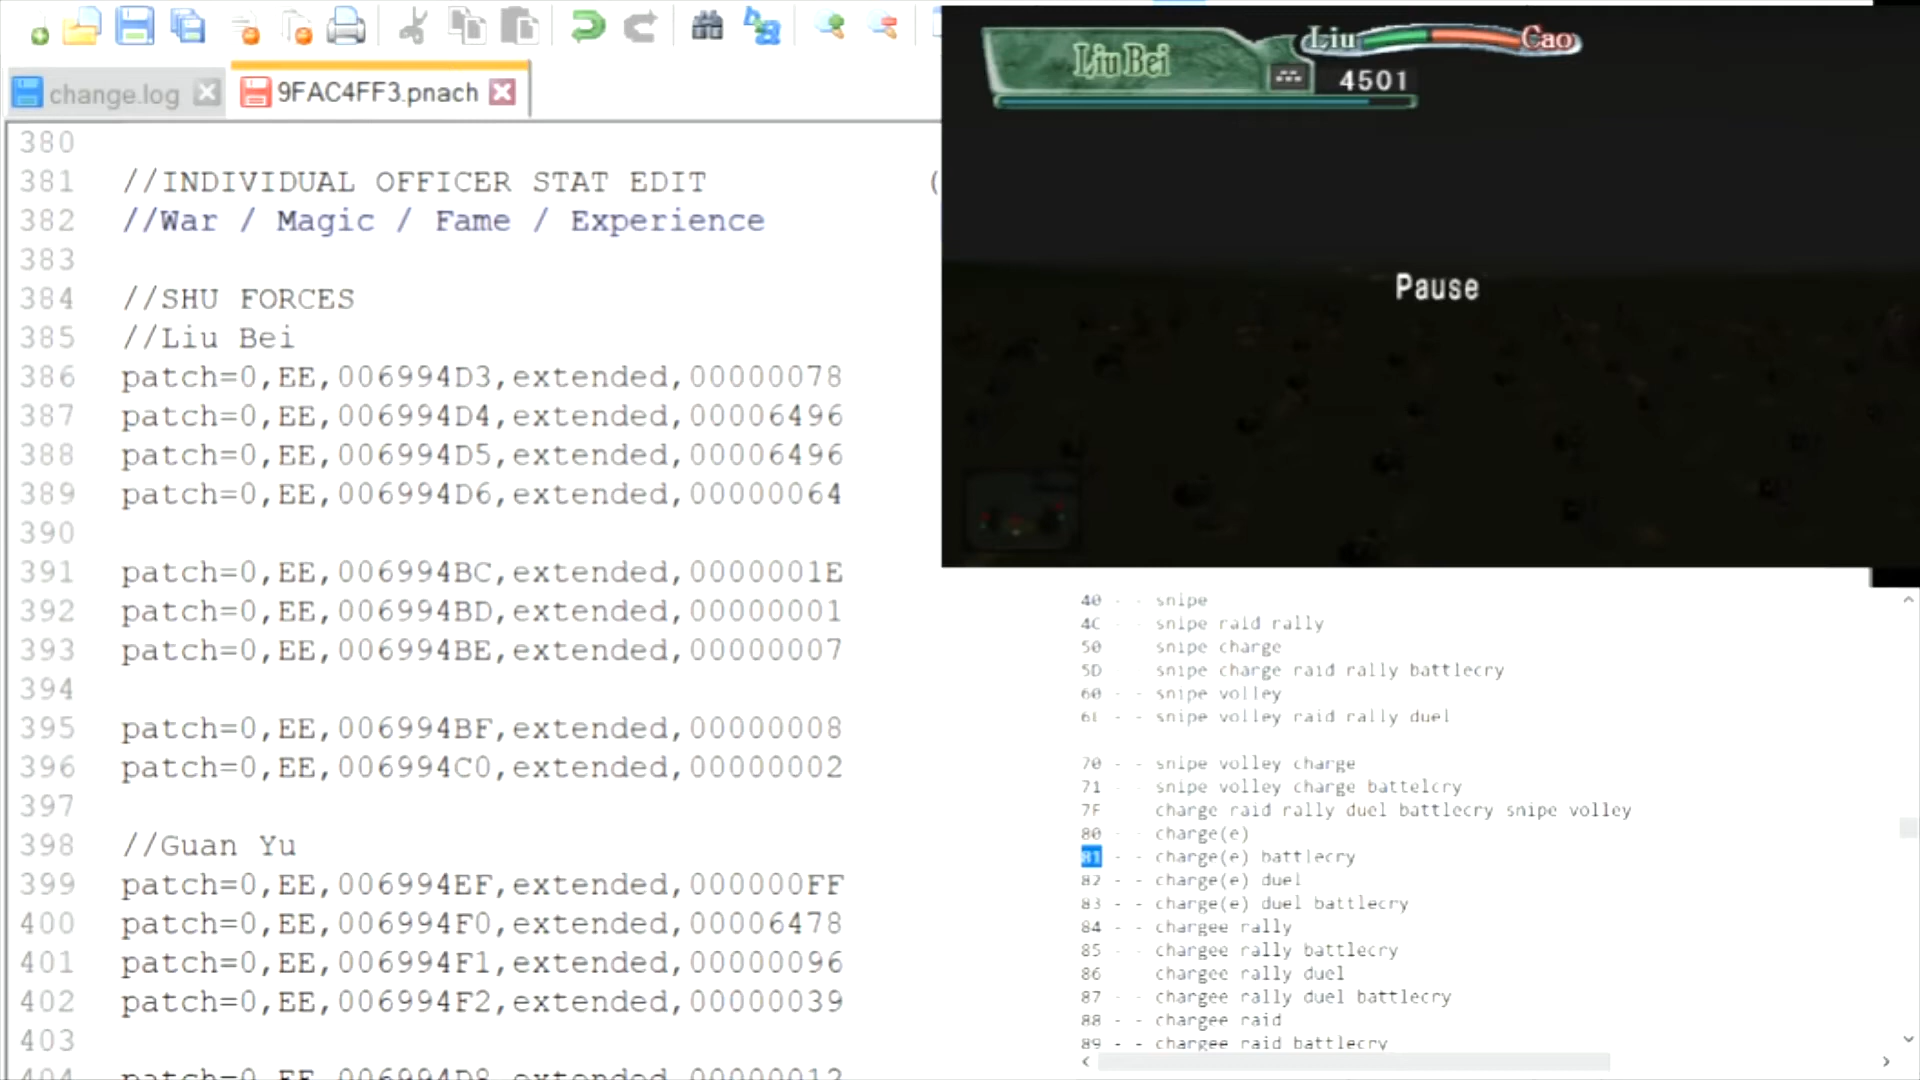 change.log
9FAC4FF3.pnach
380
381 //INDIVIDUAL OFFICER STAT EDIT (
382 //War / Magic / Fame / Experience
383
384 //SHU FORCES
385 //Liu Bei
386 patch=0,EE,006994D3,extended,00000078
387 patch=0,EE,006994D4,extended,00006496
388 patch=0,EE,006994D5,extended,00006496
389 patch=0,EE,006994D6,extended,00000064
390
391 patch=0,EE,006994BC,extended,0000001E
392 patch=0,EE,006994BD,extended,00000001
393 patch=0,EE,006994BE,extended,00000007
394
395 patch=0,EE,006994BF,extended,00000008
396 patch=0,EE,006994C0,extended,00000002
397
398 //Guan Yu
399 patch=0,EE,006994EF,extended,000000FF
400 patch=0,EE,006994F0,extended,00006478
401 patch=0,EE,006994F1,extended,00000096
402 patch=0,EE,006994F2,extended,00000039
403
404 patch=0,EE,006994D8,extended,00000012
Liu Bei
Liu Cao
4501
Pause
40 - - snipe
4C - - snipe raid rally
50 snipe charge
5D snipe charge raid rally battlecry
60 - - snipe volley
6E - - snipe volley raid rally duel
70 - - snipe volley charge
71 - - snipe volley charge battelcry
7F charge raid rally duel battlecry snipe volley
80 - - charge(e)
81 - - charge(e) battlecry
82 - - charge(e) duel
83 - - charge(e) duel battlecry
84 - - chargee rally
85 - - chargee rally battlecry
86 chargee rally duel
87 - - chargee rally duel battlecry
88 - - chargee raid
89 - - chargee raid battlecry